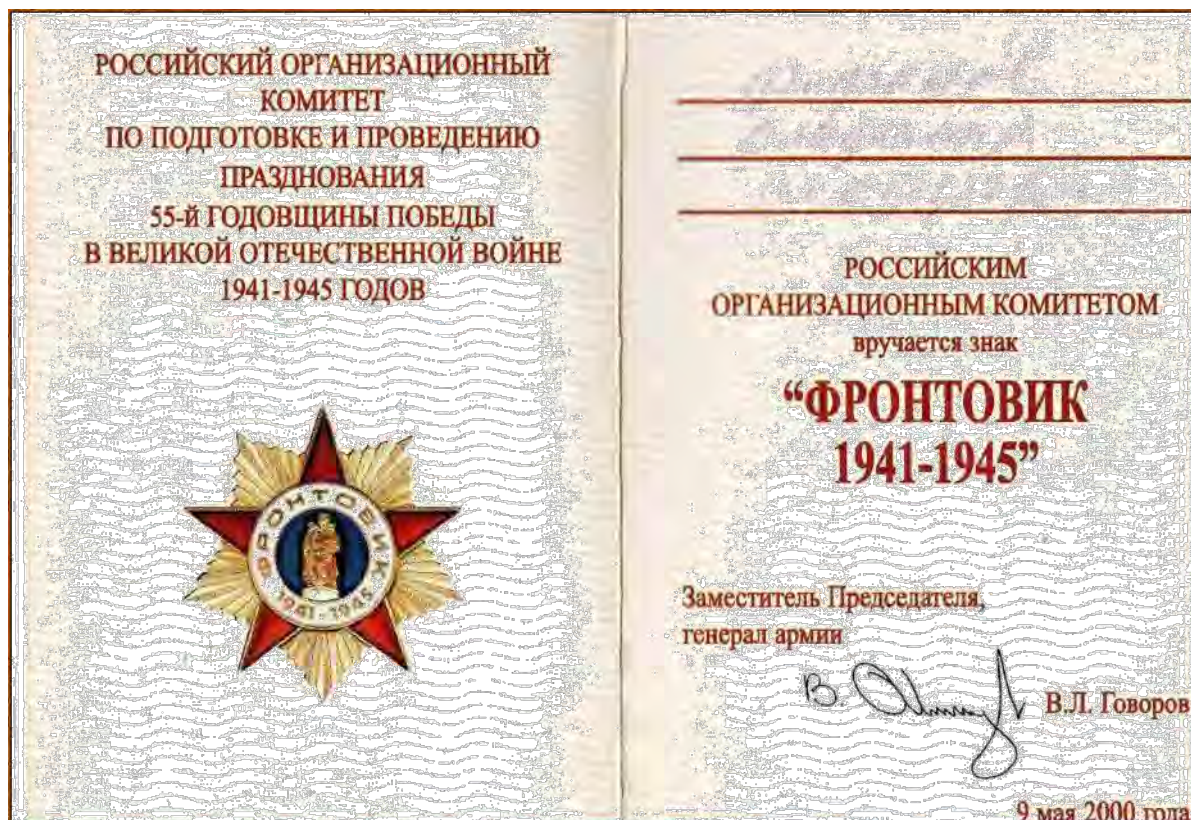 РОССИЙСКИЙ ОРГАНИЗАЦИОННЫЙ
КОМИТЕТ
ПО ПОДГОТОВКЕ И ПРОВЕДЕНИЮ
ПРАЗДНОВАНИЯ
55-й ГОДОВЩИНЫ ПОБЕДЫ
В ВЕЛИКОЙ ОТЕЧЕСТВЕННОЙ ВОЙНЕ
1941-1945 ГОДОВ
ФРОНТОВИК
1941-1945
РОССИЙСКИМ
ОРГАНИЗАЦИОННЫМ КОМИТЕТОМ
вручается знак
“ФРОНТОВИК
1941-1945”
Заместитель Председателя,
генерал армии
В.Л. Говоров
9 мая 2000 года